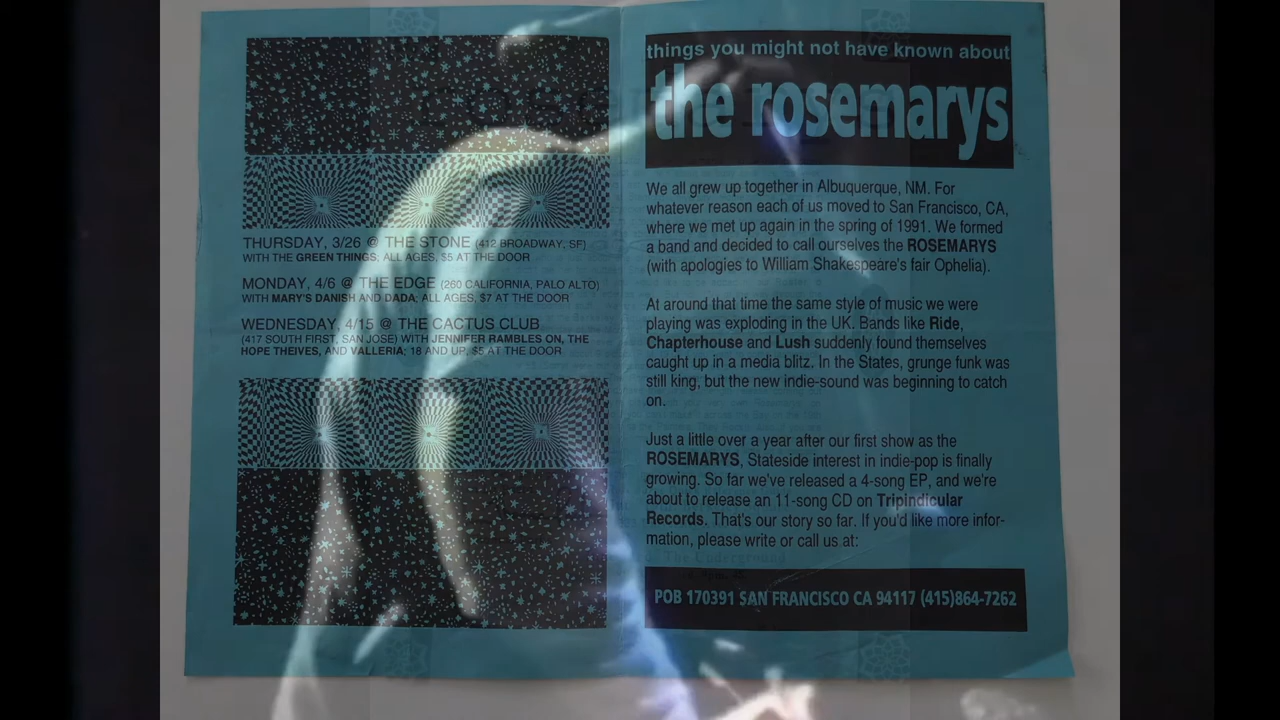 THURSDAY, 3/26 @ THE STONE (412 BROADWAY, SF)
WITH THE GREEN THINGS; ALL AGES, $5 AT THE DOOR
MONDAY, 4/6 @ THE EDGE (260 CALIFORNIA, PALO ALTO)
WITH MARY'S DANISH AND DADA; ALL AGES, $7 AT THE DOOR
WEDNESDAY, 4/15 @ THE CACTUS CLUB
(417 SOUTH FIRST, SAN JOSE) WITH JENNIFER RAMBLES ON, THE
HOPE THEIVES, AND VALLERIA; 18 AND UP, $5 AT THE DOOR
things you might not have known about
the rosemarys
We all grew up together in Albuquerque, NM. For
whatever reason each of us moved to San Francisco, CA,
where we met up again in the spring of 1991. We formed
a band and decided to call ourselves the ROSEMARYS
(with apologies to William Shakespeare's fair Ophelia).
At around that time the same style of music we were
playing was exploding in the UK. Bands like Ride,
Chapterhouse and Lush suddenly found themselves
caught up in a media blitz. In the States, grunge funk was
still king, but the new indie-sound was beginning to catch
on.
Just a little over a year after our first show as the
ROSEMARYS, Stateside interest in indie-pop is finally
growing. So far we've released a 4-song EP, and we're
about to release an 11-song CD on Tripindicular
Records. That's our story so far. If you'd like more infor-
mation, please write or call us at:
The Underground
POB 170391 SAN FRANCISCO CA 94117 (415)864-7262